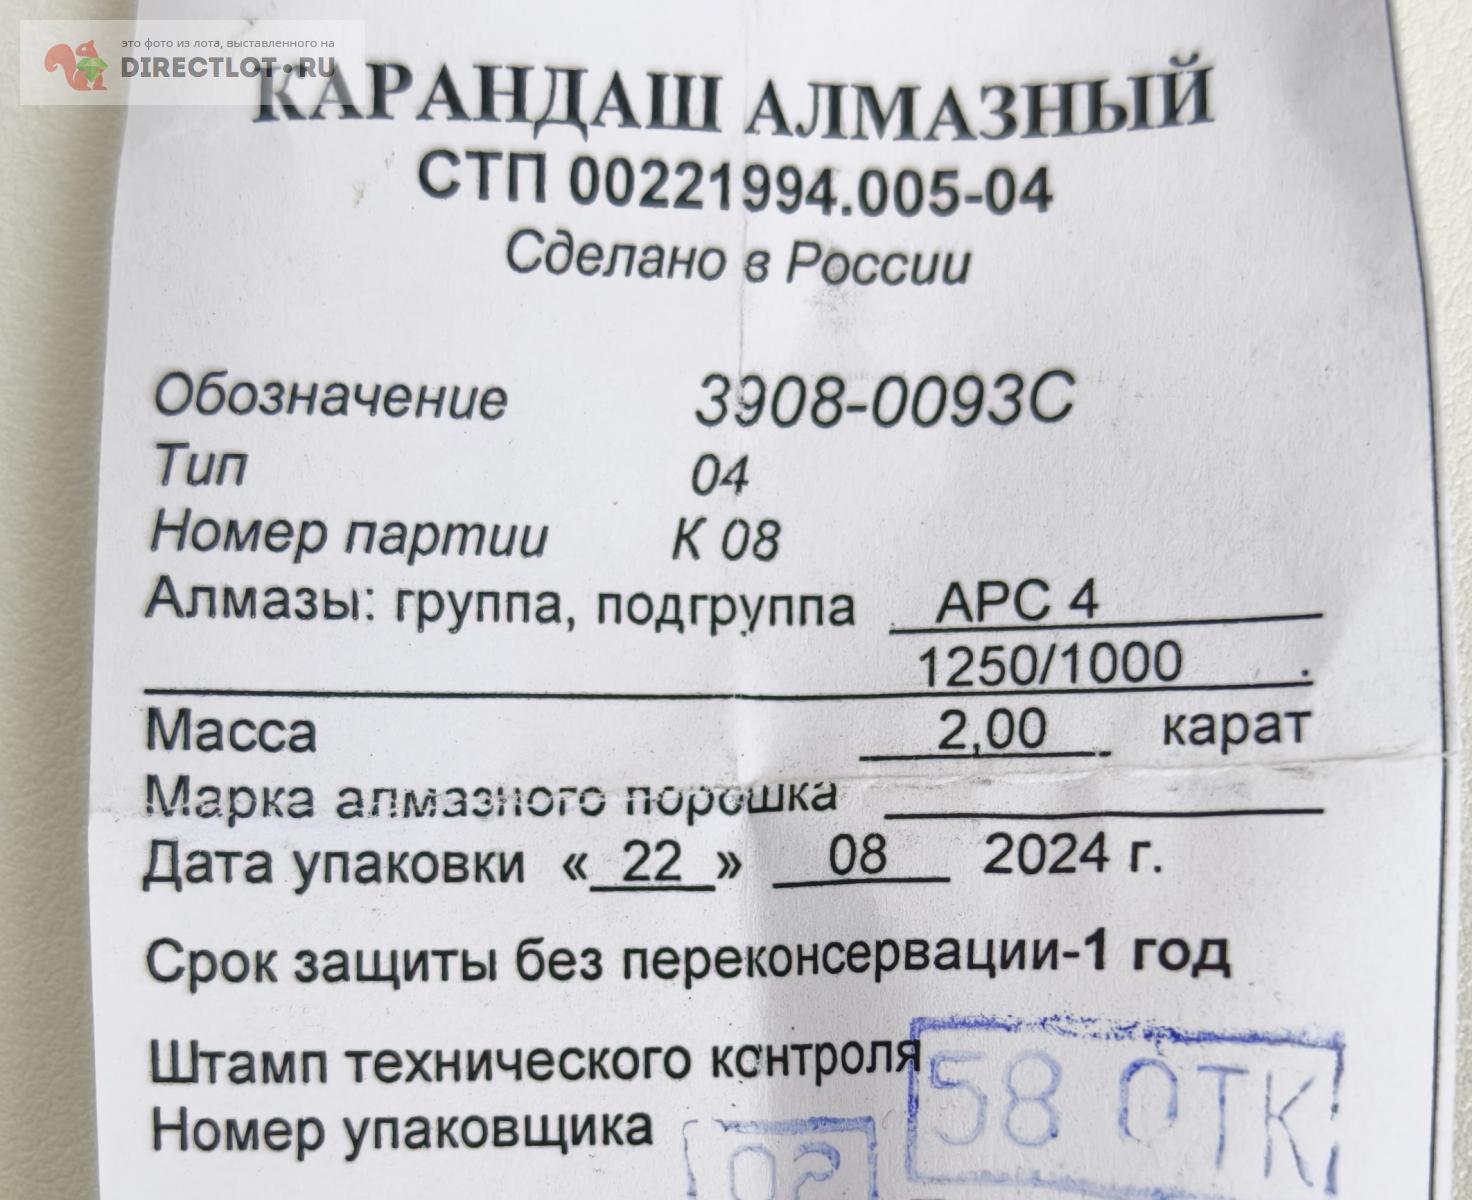 это фото из лота, выставленного на
DIRECTLOT.RU
КАРАНДАШ АЛМАЗНЫЙ
СТП 00221994.005-04
Сделано в России
Обозначение 3908-0093С
Тип 04
Номер партии К 08
Алмазы: группа, подгруппа АРС 4
1250/1000 .
Масса 2,00 карат
Марка алмазного порошка
Дата упаковки « 22 » 08 2024 г.
Срок защиты без переконсервации-1 год
Штамп технического контроля 58 ОТК
Номер упаковщика